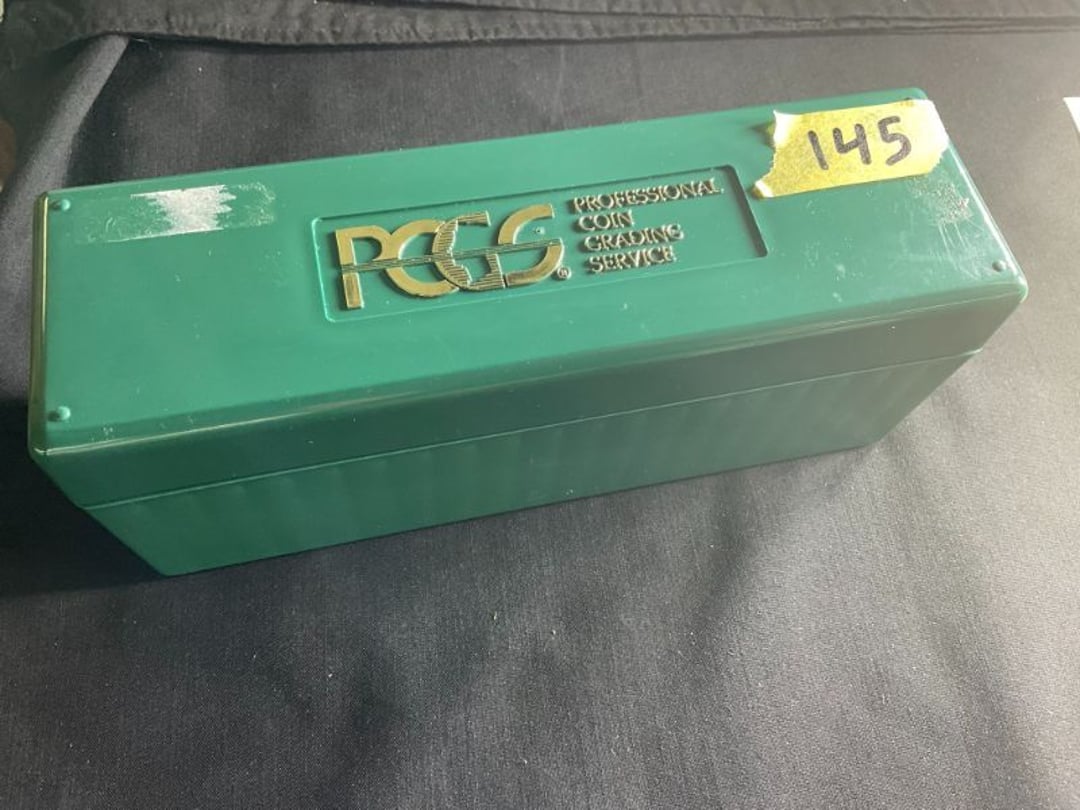 145
PCGS®
PROFESSIONAL
COIN
GRADING
SERVICE